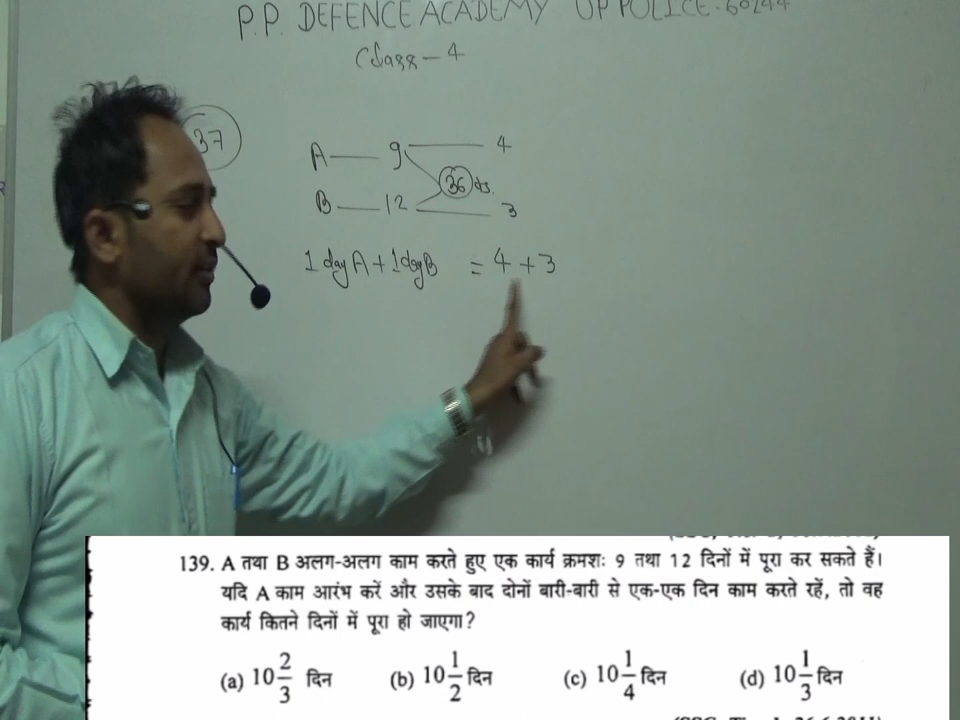 P.P. DEFENCE ACADEMY UP POLICE-60244
Class-4
37
A — 9 — 4
36 ds.
B — 12 — 3
1 day A + 1 day B = 4 + 3
139. A तथा B अलग-अलग काम करते हुए एक कार्य क्रमशः 9 तथा 12 दिनों में पूरा कर सकते हैं।
यदि A काम आरंभ करें और उसके बाद दोनों बारी-बारी से एक-एक दिन काम करते रहें, तो वह
कार्य कितने दिनों में पूरा हो जाएगा?
(a) 10 2/3 दिन (b) 10 1/2 दिन (c) 10 1/4 दिन (d) 10 1/3 दिन